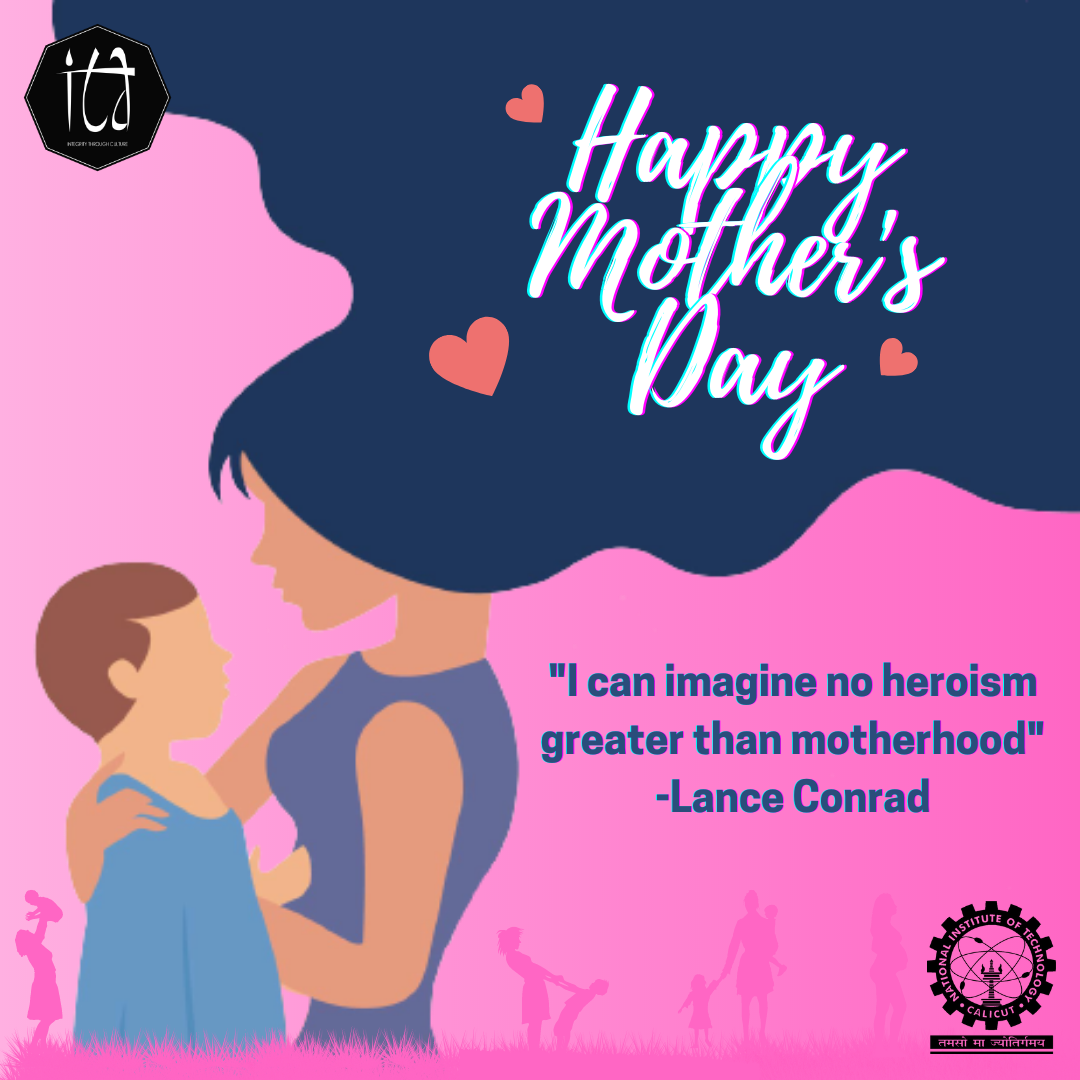 ita
INTEGRITY THROUGH CULTURE
Happy
Mother's
Day
"I can imagine no heroism
greater than motherhood"
-Lance Conrad
NATIONAL INSTITUTE OF TECHNOLOGY
CALICUT
तमसो मा ज्योतिर्गमय